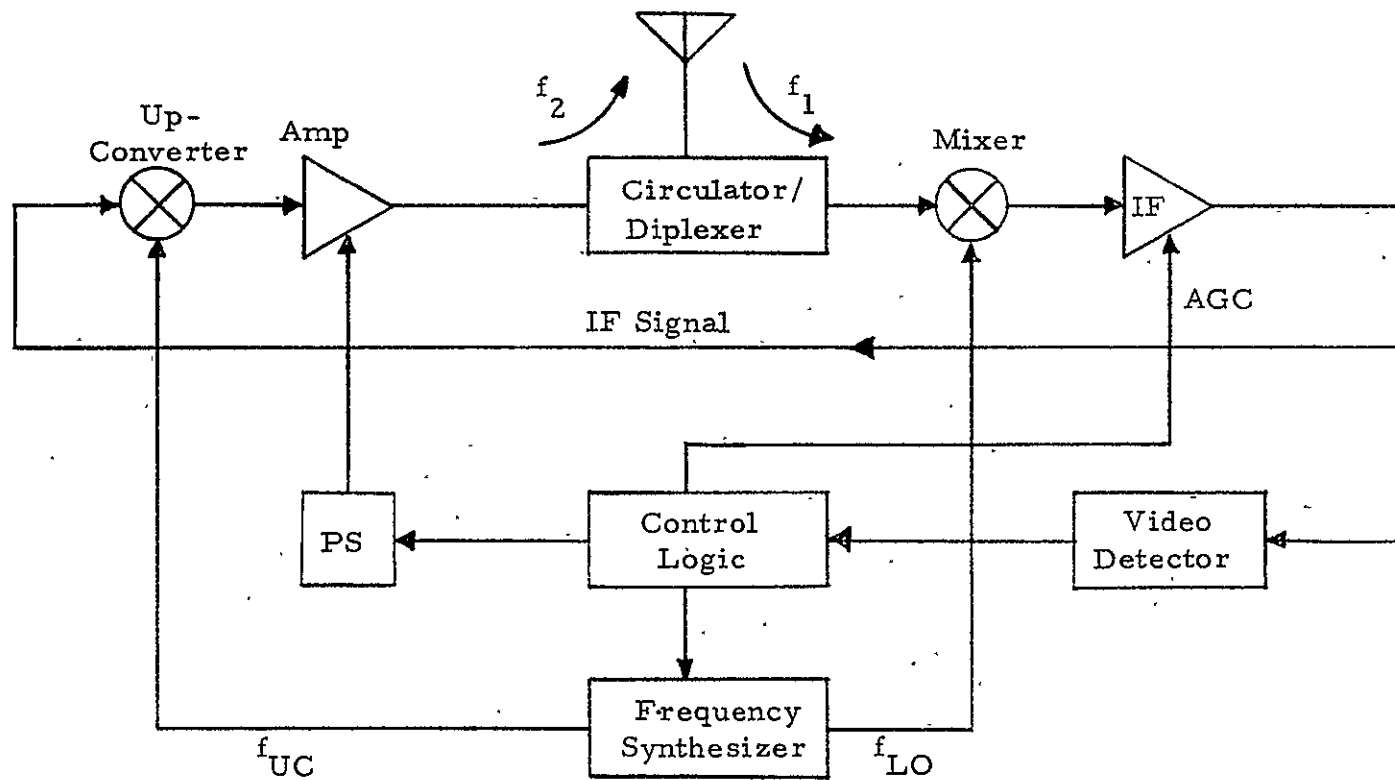 f2
f1
Up-
Converter
Amp
Mixer
Circulator/
Diplexer
IF
AGC
IF Signal
PS
Control
Logic
Video
Detector
Frequency
Synthesizer
fUC
fLO